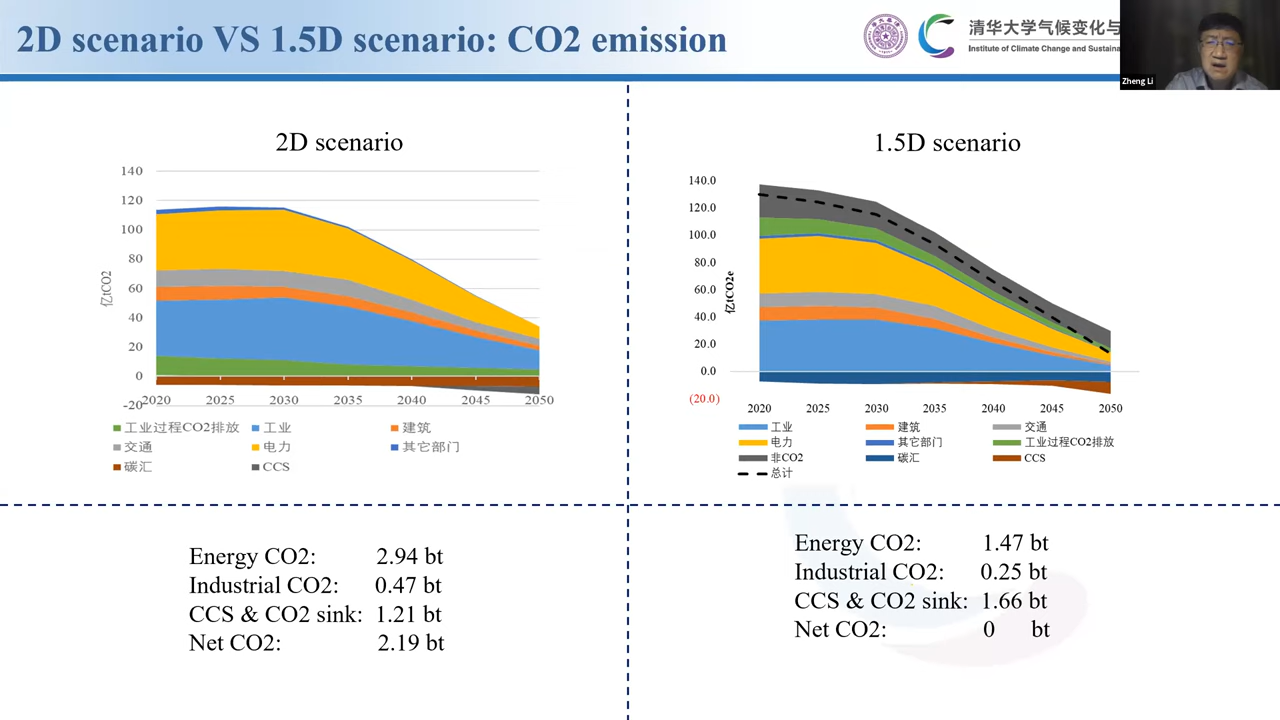 2D scenario VS 1.5D scenario: CO2 emission
清华大学气候变化与
Institute of Climate Change and Sustaina
Zheng Li
2D scenario
140
120
100
80
60
40
20
0
-20
亿tCO2
2020 2025 2030 2035 2040 2045 2050
工业过程CO2排放 工业 建筑
交通 电力 其它部门
碳汇 CCS
1.5D scenario
140.0
120.0
100.0
80.0
60.0
40.0
20.0
0.0
(20.0)
亿tCO2e
2020 2025 2030 2035 2040 2045 2050
工业 建筑 交通
电力 其它部门 工业过程CO2排放
非CO2 碳汇 CCS
总计
Energy CO2: 2.94 bt
Industrial CO2: 0.47 bt
CCS & CO2 sink: 1.21 bt
Net CO2: 2.19 bt
Energy CO2: 1.47 bt
Industrial CO2: 0.25 bt
CCS & CO2 sink: 1.66 bt
Net CO2: 0 bt